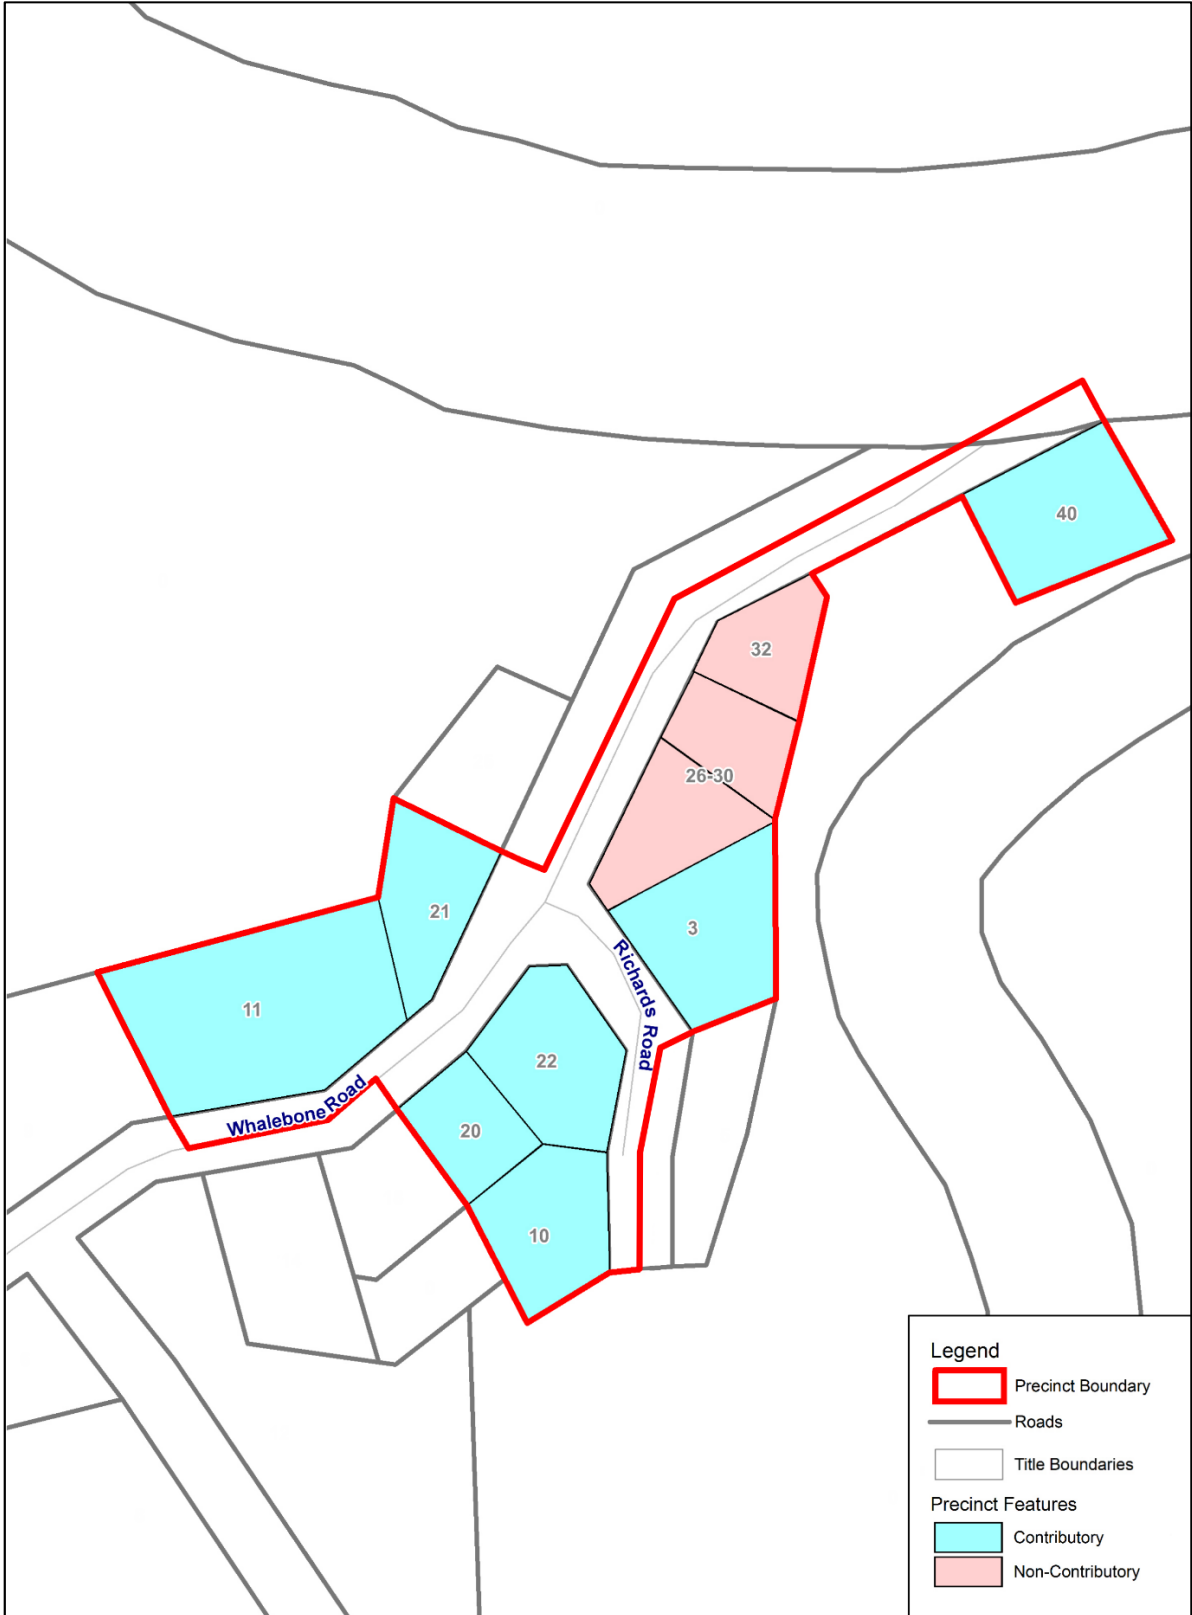 40
32
26-30
21
3
Richards Road
11
22
Whalebone Road
20
10
Legend
Precinct Boundary
Roads
Title Boundaries
Precinct Features
Contributory
Non-Contributory